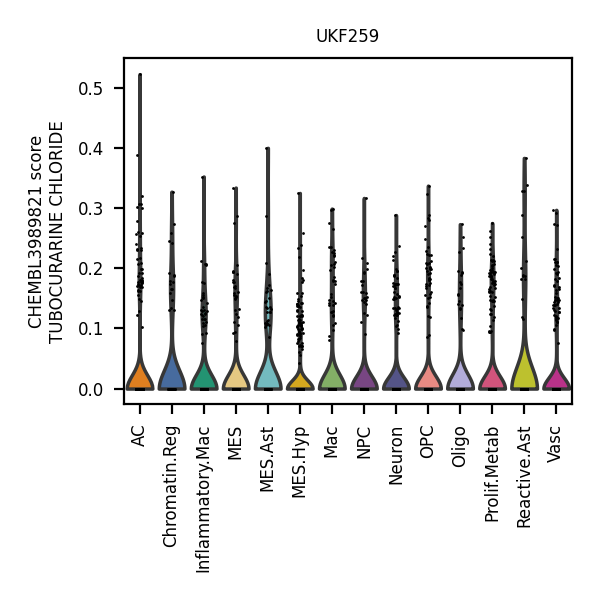 UKF259
CHEMBL3989821 score
TUBOCURARINE CHLORIDE
0.5
0.4
0.3
0.2
0.1
0.0
AC
Chromatin.Reg
Inflammatory.Mac
MES
MES.Ast
MES.Hyp
Mac
NPC
Neuron
OPC
Oligo
Prolif.Metab
Reactive.Ast
Vasc